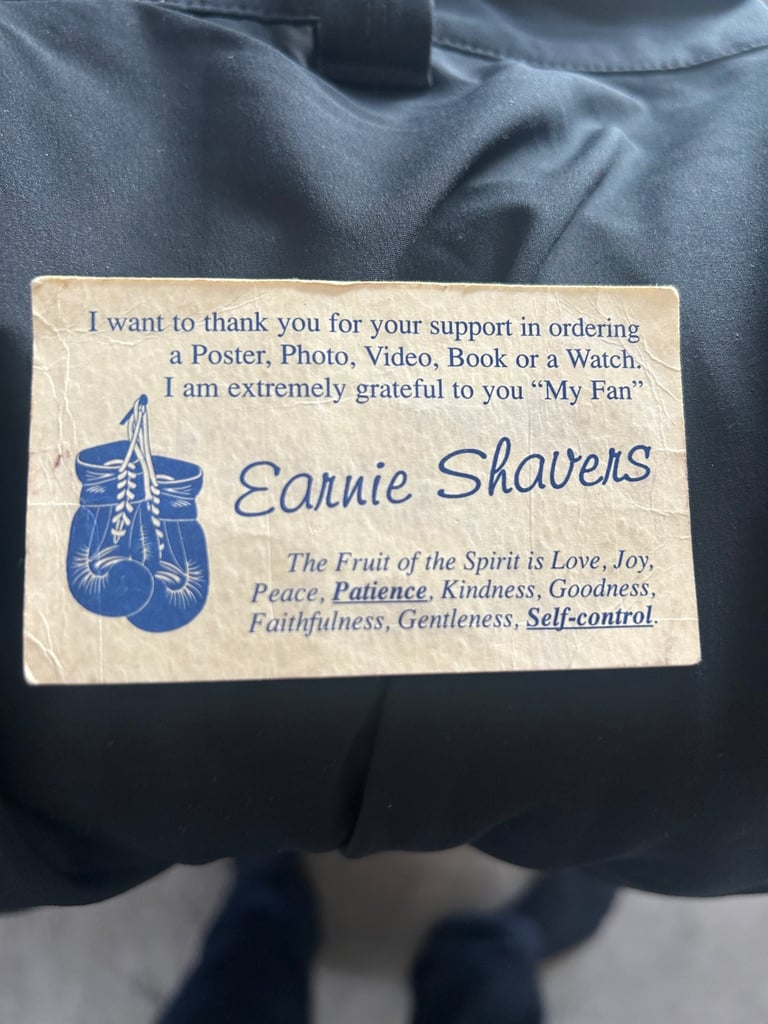 I want to thank you for your support in ordering
a Poster, Photo, Video, Book or a Watch.
I am extremely grateful to you “My Fan”
Earnie Shavers
The Fruit of the Spirit is Love, Joy,
Peace, Patience, Kindness, Goodness,
Faithfulness, Gentleness, Self-control.